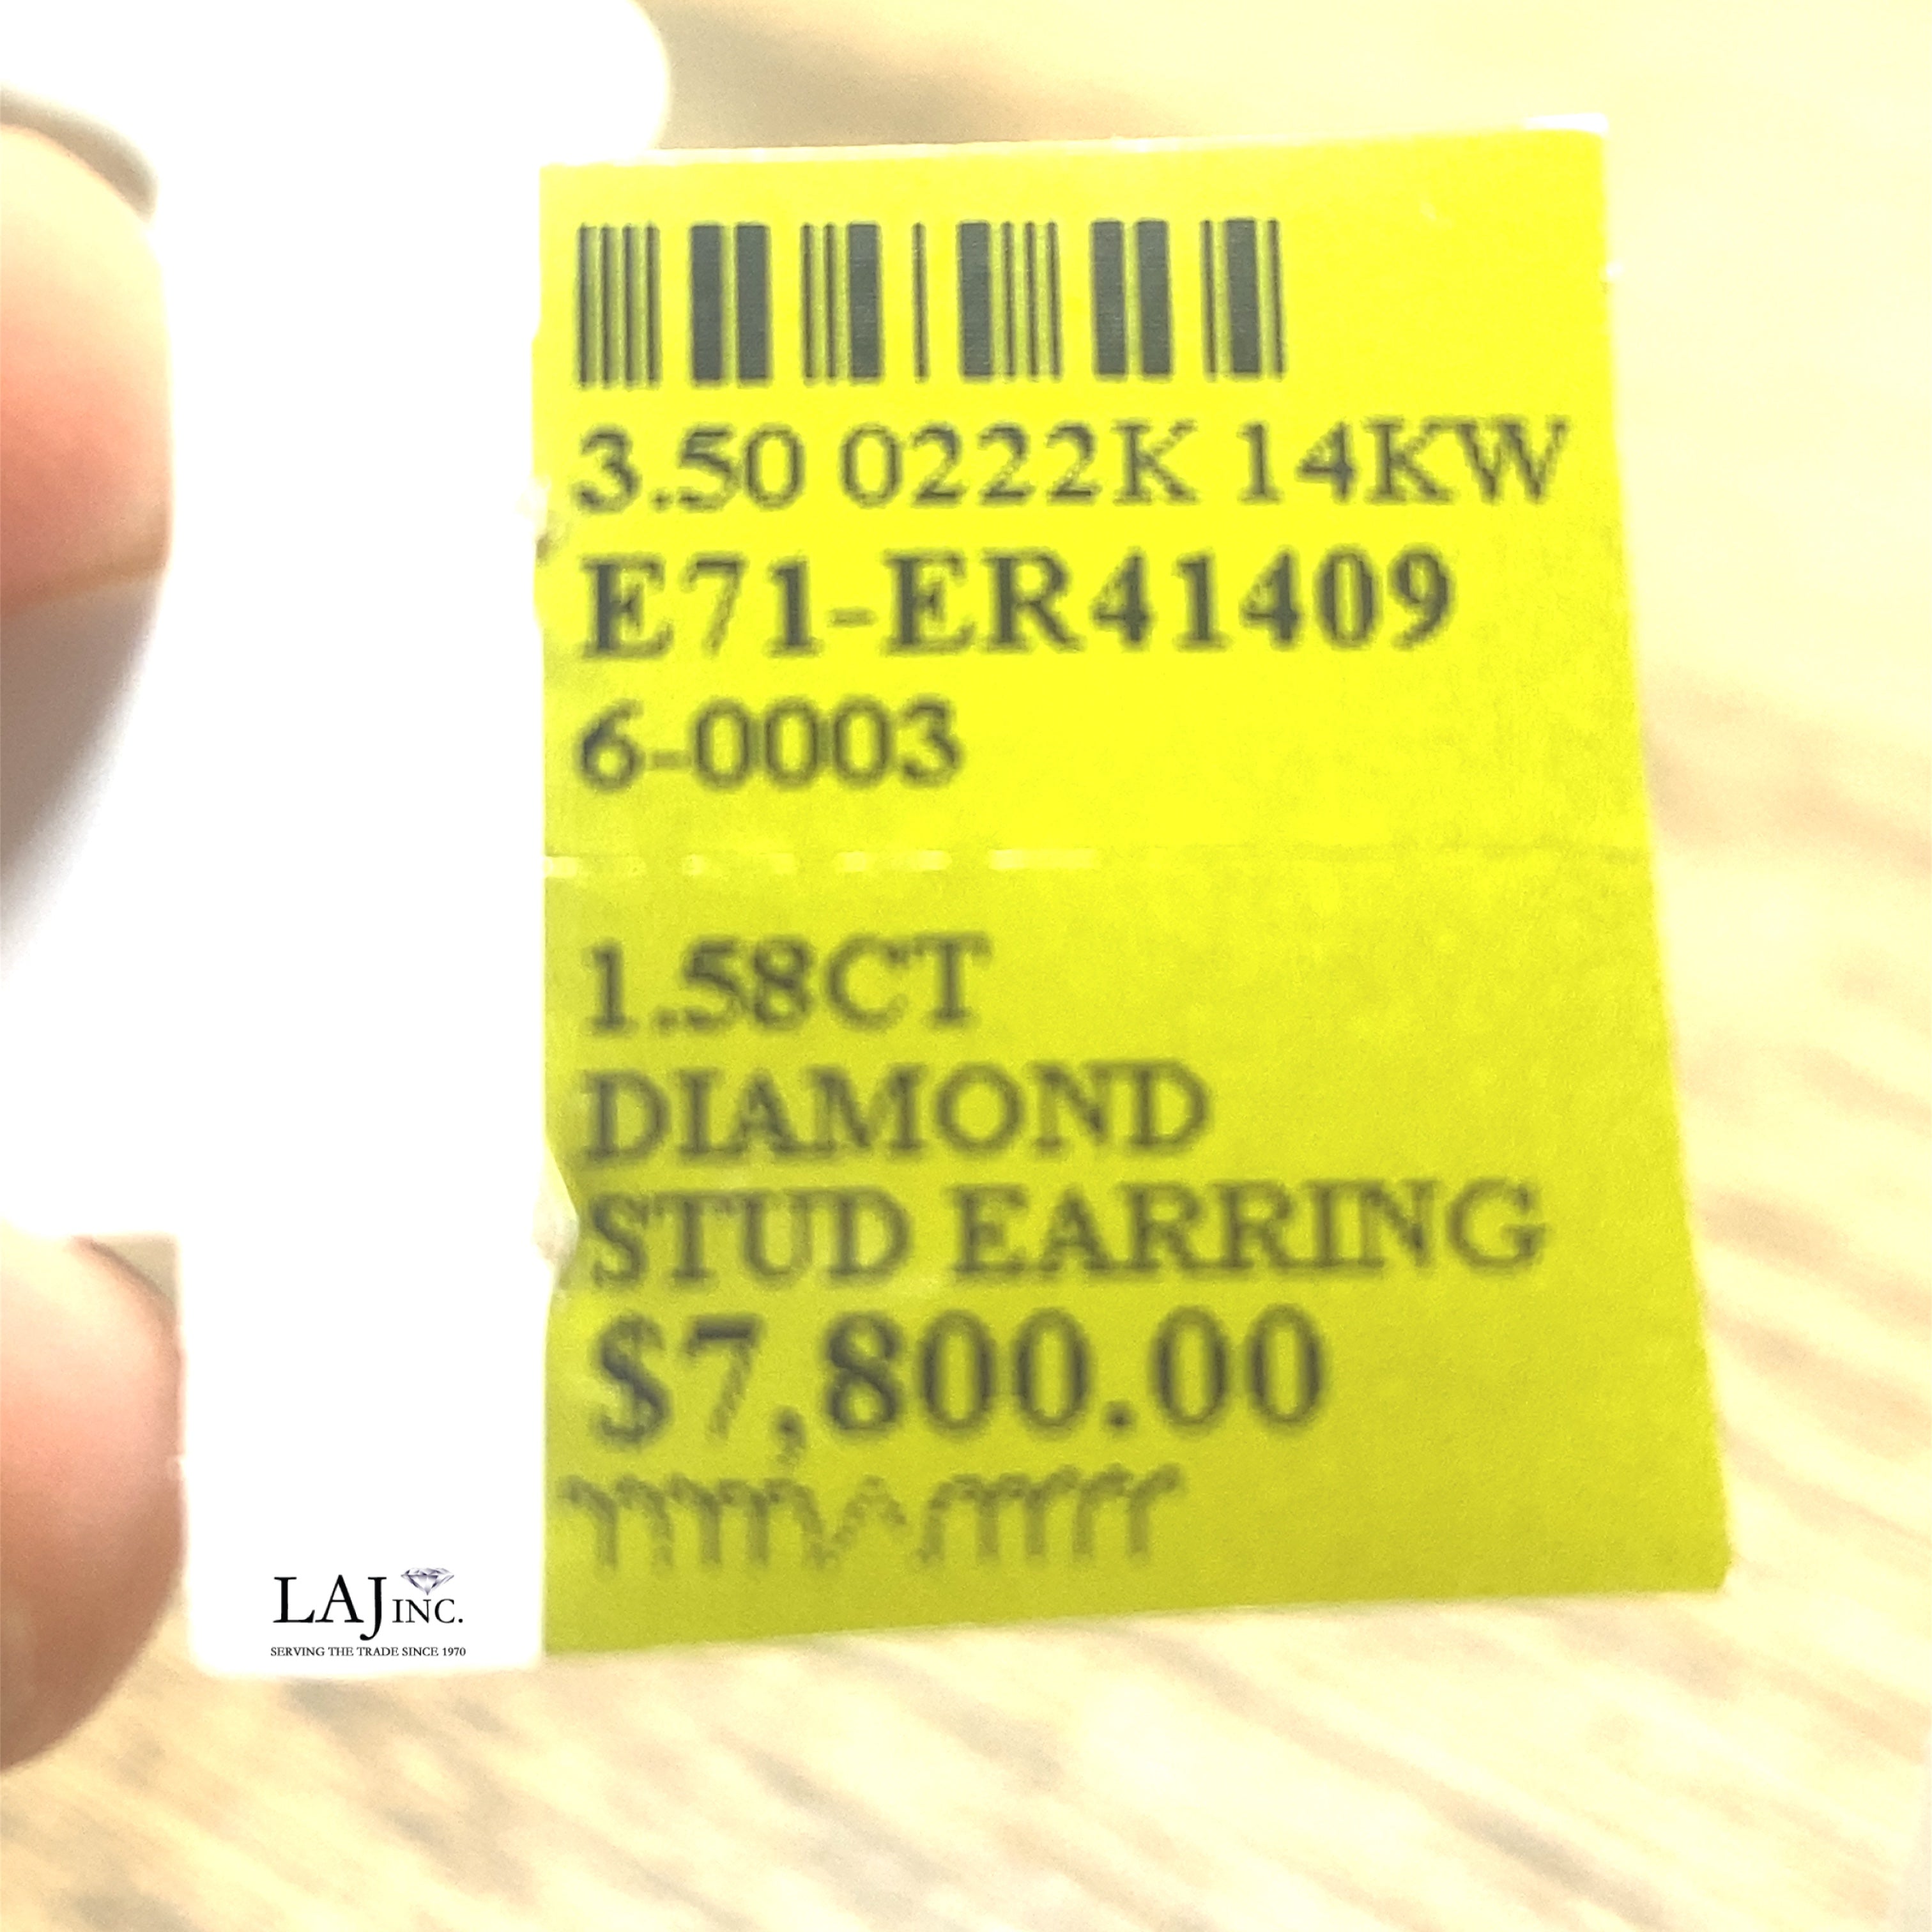 3.50 0222K 14KW
E71-ER41409
6-0003
1.58CT
DIAMOND
STUD EARRING
$7,800.00
LAJ INC.
SERVING THE TRADE SINCE 1970